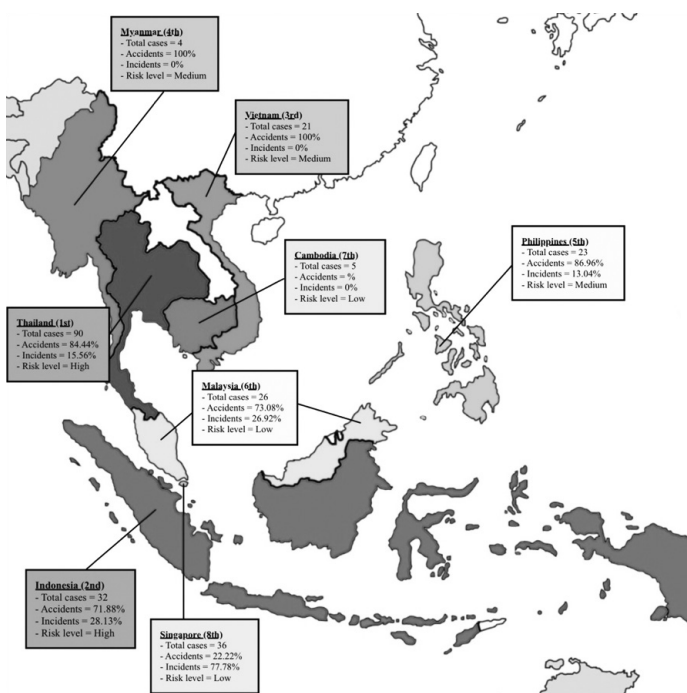 Myanmar (4th)
- Total cases = 4
- Accidents = 100%
- Incidents = 0%
- Risk level = Medium
Vietnam (3rd)
- Total cases = 21
- Accidents = 100%
- Incidents = 0%
- Risk level = Medium
Cambodia (7th)
- Total cases = 5
- Accidents = %
- Incidents = 0%
- Risk level = Low
Philippines (5th)
- Total cases = 23
- Accidents = 86.96%
- Incidents = 13.04%
- Risk level = Medium
Thailand (1st)
- Total cases = 90
- Accidents = 84.44%
- Incidents = 15.56%
- Risk level = High
Malaysia (6th)
- Total cases = 26
- Accidents = 73.08%
- Incidents = 26.92%
- Risk level = Low
Indonesia (2nd)
- Total cases = 32
- Accidents = 71.88%
- Incidents = 28.13%
- Risk level = High
Singapore (8th)
- Total cases = 36
- Accidents = 22.22%
- Incidents = 77.78%
- Risk level = Low